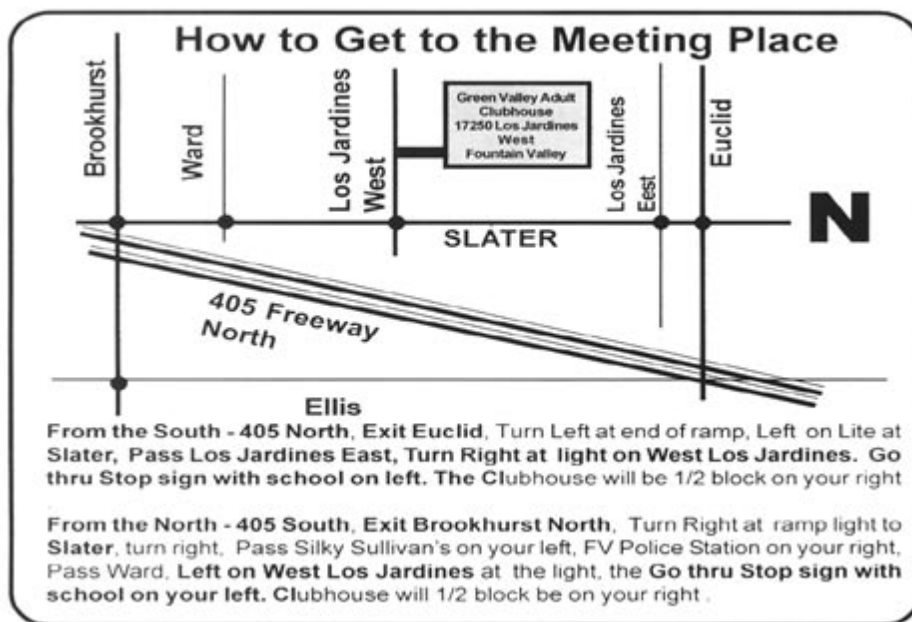 How to Get to the Meeting Place
Brookhurst
Ward
Los Jardines
West
Green Valley Adult
Clubhouse
17250 Los Jardines
West
Fountain Valley
Los Jardines
Eest
Euclid
N
SLATER
405 Freeway
North
Ellis
From the South - 405 North, Exit Euclid, Turn Left at end of ramp, Left on Lite at
Slater, Pass Los Jardines East, Turn Right at light on West Los Jardines. Go
thru Stop sign with school on left. The Clubhouse will be 1/2 block on your right
From the North - 405 South, Exit Brookhurst North, Turn Right at ramp light to
Slater, turn right, Pass Silky Sullivan's on your left, FV Police Station on your right,
Pass Ward, Left on West Los Jardines at the light, the Go thru Stop sign with
school on your left. Clubhouse will 1/2 block be on your right .